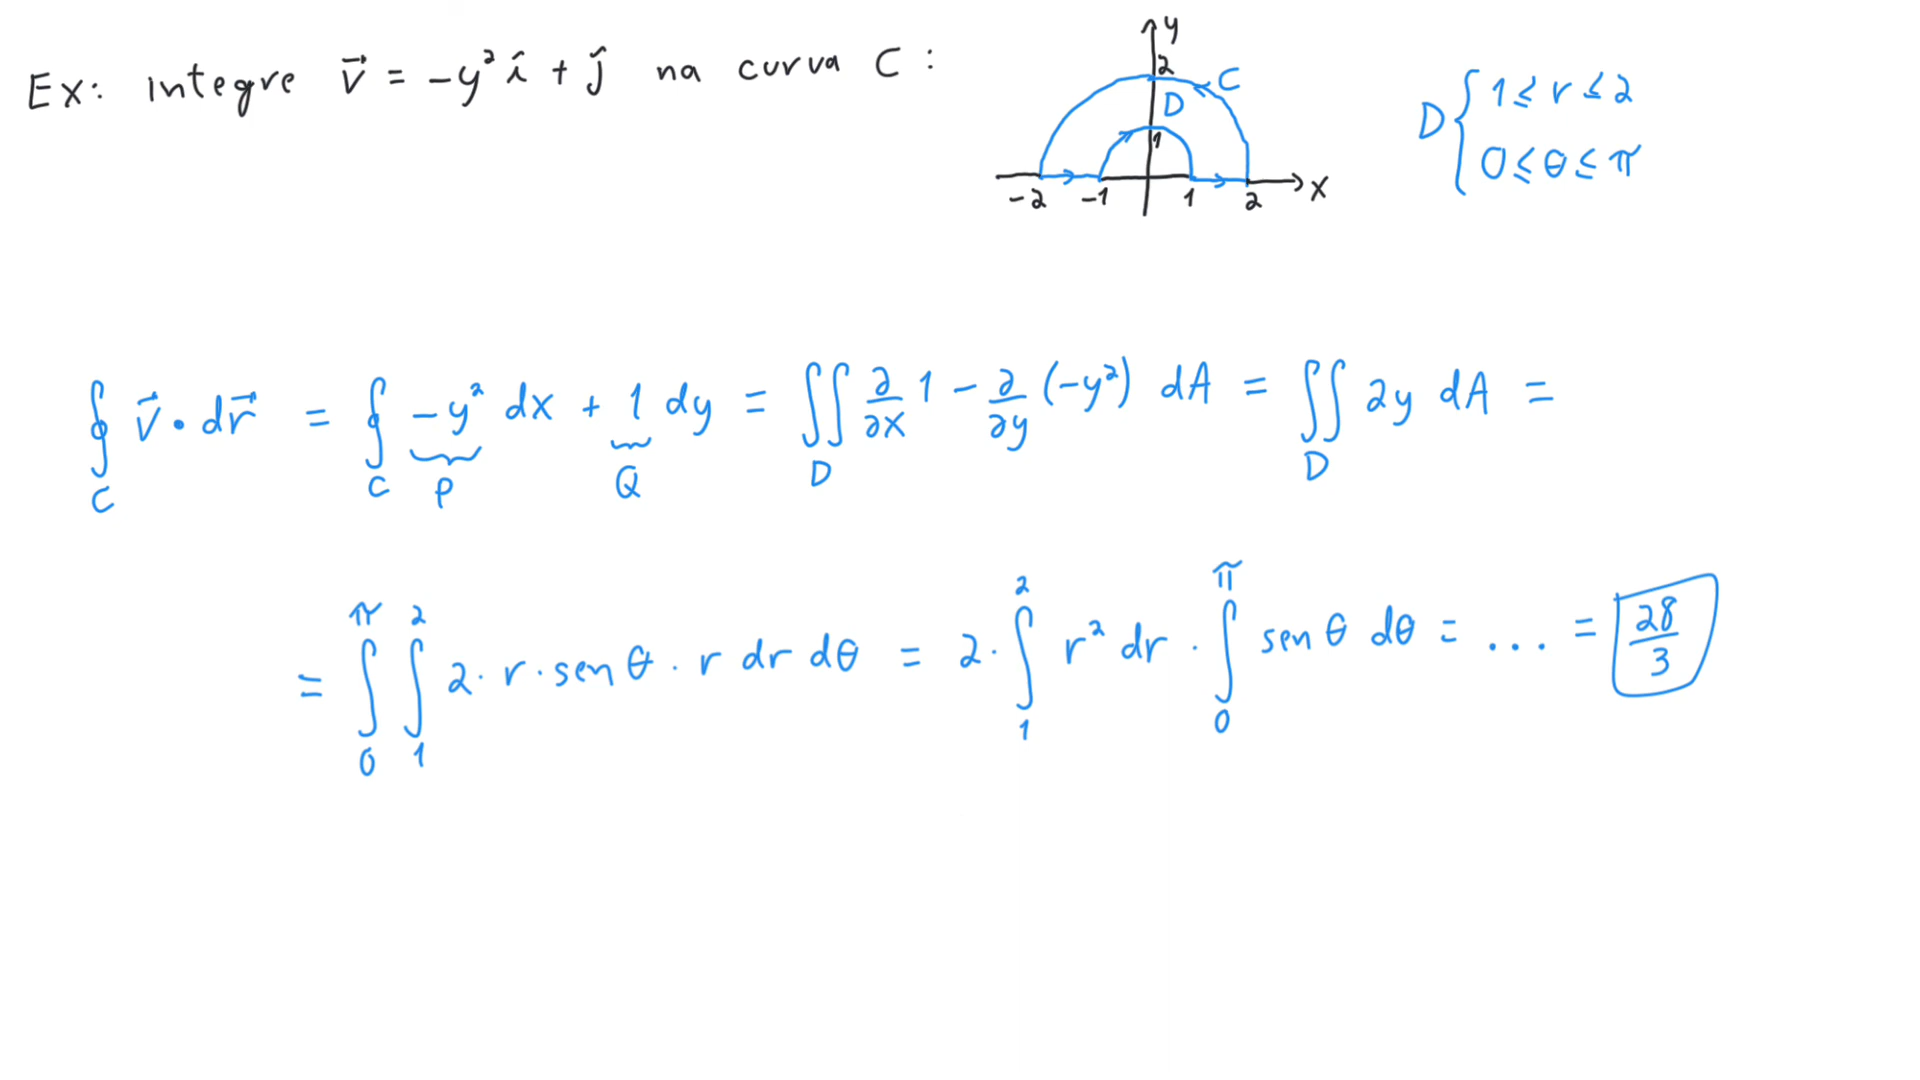 Ex: integre v⃗ = -y² î + ĵ na curva C:
y
2
C
D
1
-2 -1 1 2 x
D { 1 ≤ r ≤ 2
0 ≤ θ ≤ π
∮_C v⃗ · dr⃗ = ∮_C -y² dx + 1 dy = ∬_D ∂/∂x 1 - ∂/∂y (-y²) dA = ∬_D 2y dA =
P Q
= ∫_0^π ∫_1^2 2 · r · sen θ · r dr dθ = 2 · ∫_1^2 r² dr · ∫_0^π sen θ dθ = ... = 28/3